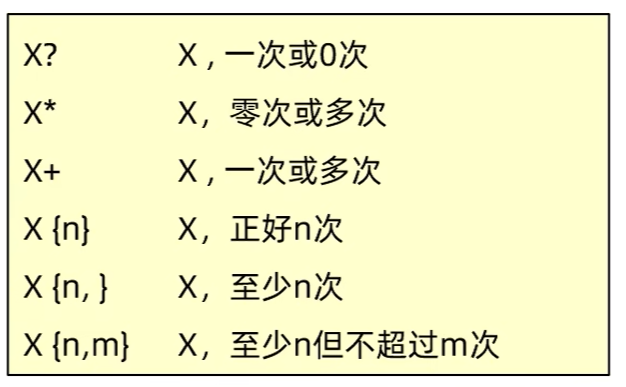 X?	X , 一次或0次
X*	X，零次或多次
X+	X , 一次或多次
X {n}	X，正好n次
X {n, }	X，至少n次
X {n,m}	X，至少n但不超过m次